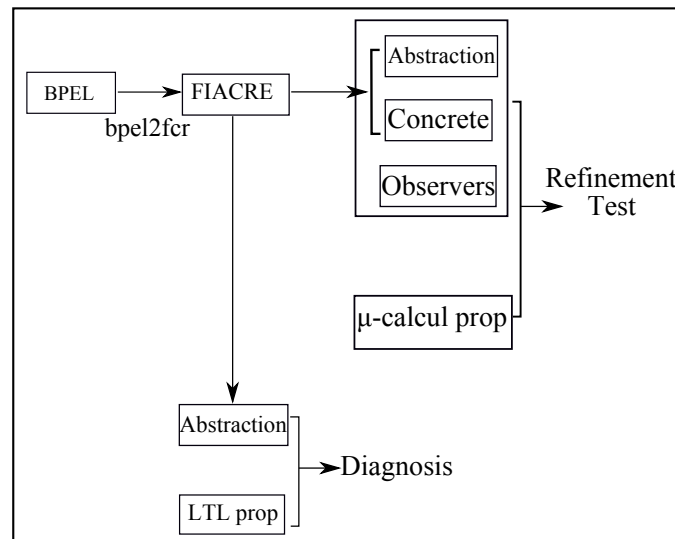 BPEL
bpel2fcr
FIACRE
Abstraction
Concrete
Observers
μ-calcul prop
Refinement
Test
Abstraction
LTL prop
Diagnosis